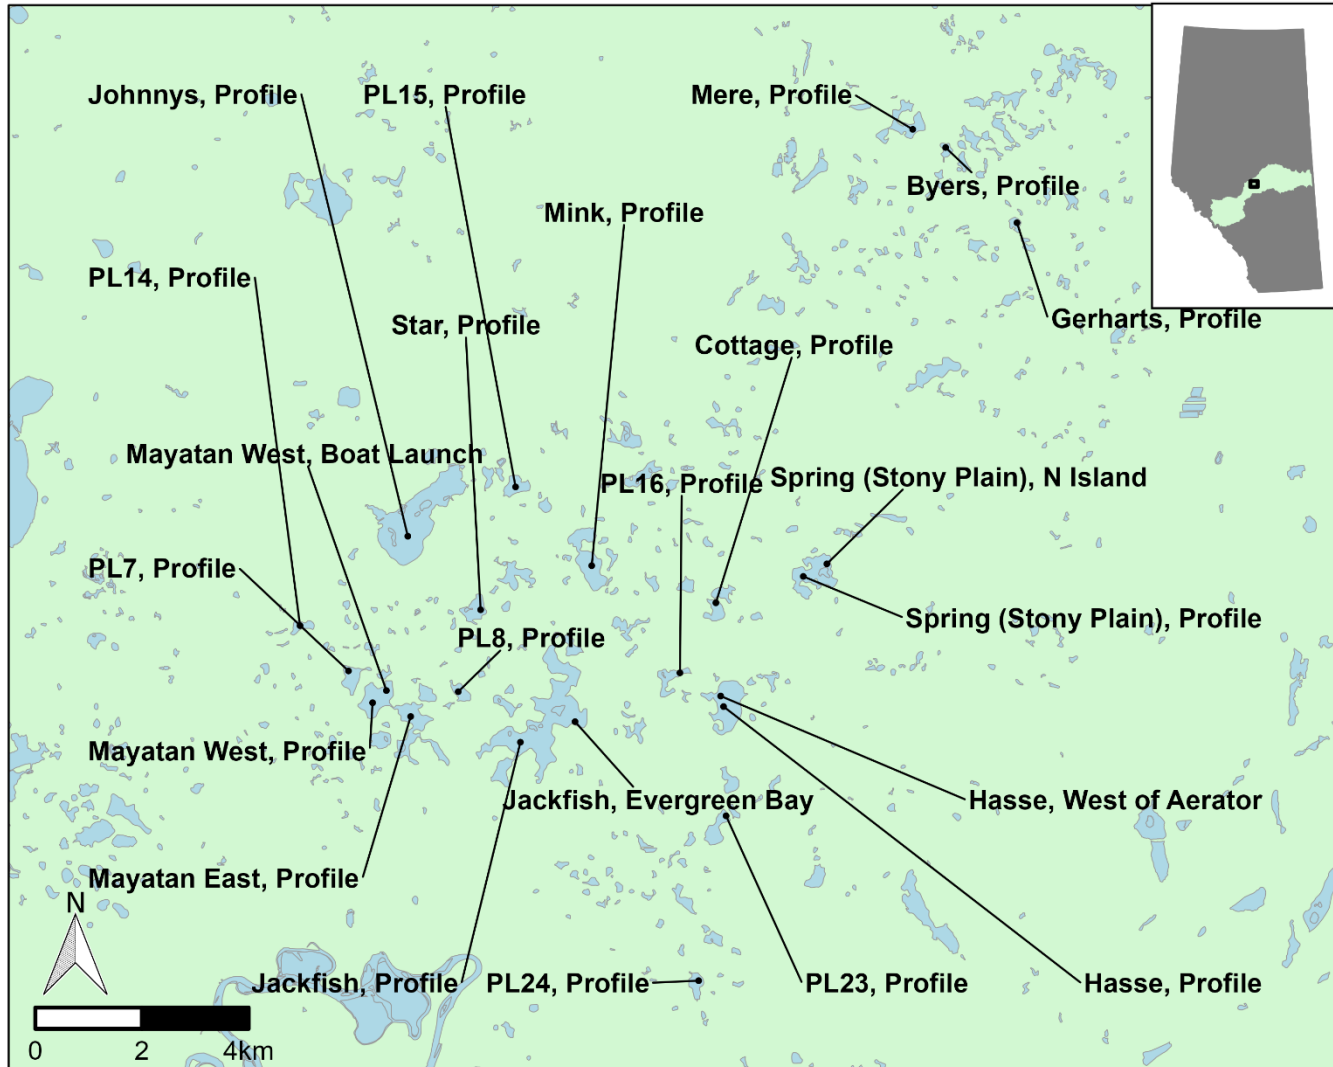 Johnnys, Profile
PL15, Profile
Mere, Profile
Byers, Profile
Mink, Profile
PL14, Profile
Star, Profile
Gerharts, Profile
Cottage, Profile
Mayatan West, Boat Launch
PL16, Profile
Spring (Stony Plain), N Island
PL7, Profile
Spring (Stony Plain), Profile
PL8, Profile
Mayatan West, Profile
Jackfish, Evergreen Bay
Hasse, West of Aerator
Mayatan East, Profile
N
Jackfish, Profile
PL24, Profile
PL23, Profile
Hasse, Profile
0 2 4km